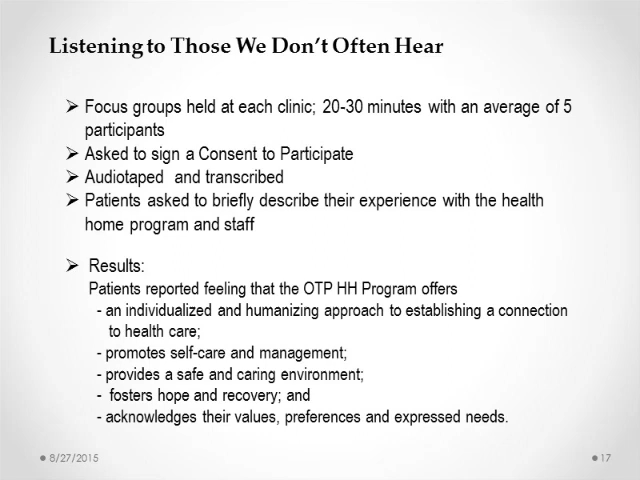 Listening to Those We Don't Often Hear
➢ Focus groups held at each clinic; 20-30 minutes with an average of 5
participants
➢ Asked to sign a Consent to Participate
➢ Audiotaped and transcribed
➢ Patients asked to briefly describe their experience with the health
home program and staff
➢ Results:
Patients reported feeling that the OTP HH Program offers
- an individualized and humanizing approach to establishing a connection
to health care;
- promotes self-care and management;
- provides a safe and caring environment;
- fosters hope and recovery; and
- acknowledges their values, preferences and expressed needs.
8/27/2015
17